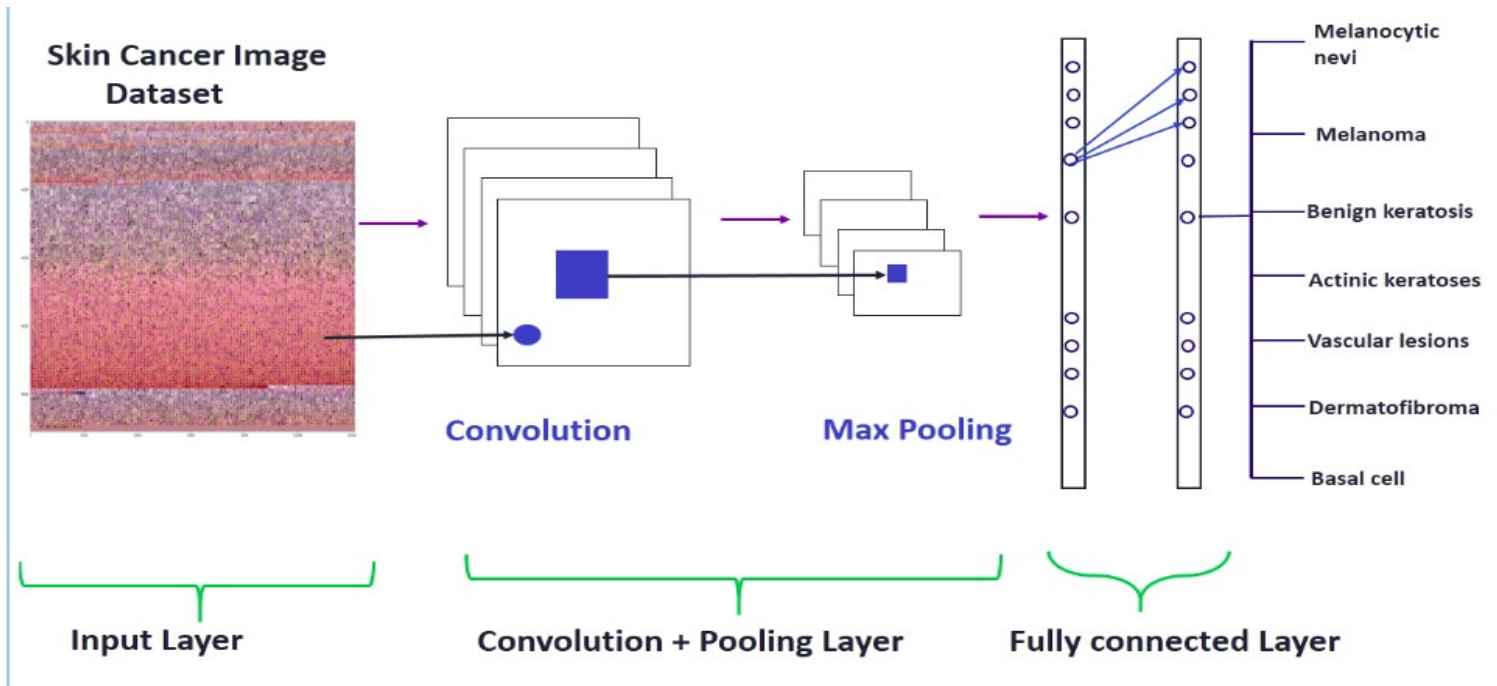 Skin Cancer Image
Dataset
Convolution
Max Pooling
Melanocytic
nevi
Melanoma
Benign keratosis
Actinic keratoses
Vascular lesions
Dermatofibroma
Basal cell
Input Layer
Convolution + Pooling Layer
Fully connected Layer